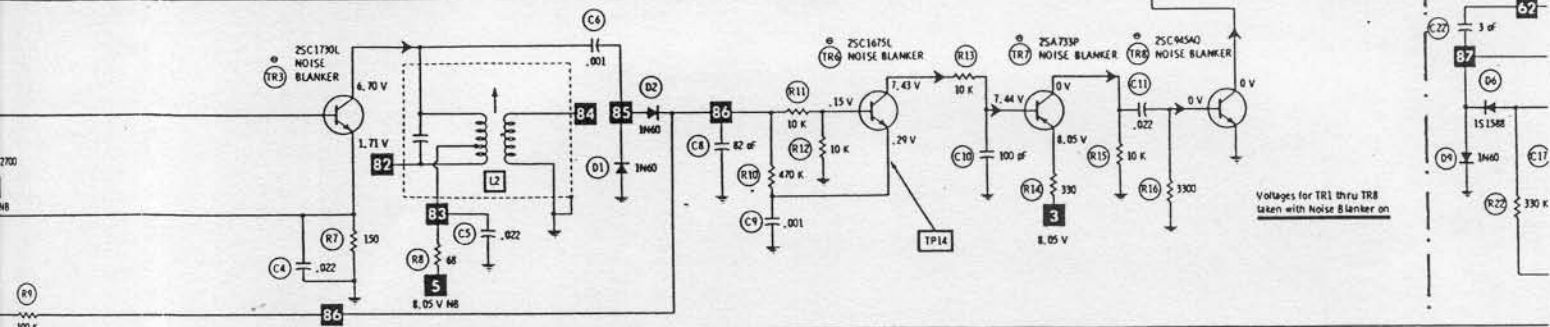 62
C22
3 pF
87
D6
1S1588
D9
1N60
C17
R22
330 K
C6
.001
2SC1730L
NOISE
BLANKER
TR3
6.70 V
1.71 V
82
84
85
D2
1N60
D1
1N60
L2
83
C5
.022
R8
68
5
8.05 V NB
R7
150
C4
.022
2700
NB
R9
100 K
86
86
C8
82 pF
R10
470 K
C9
.001
R11
10 K
R12
10 K
.15 V
2SC1675L
TR6
NOISE BLANKER
7.43 V
.29 V
TP14
R13
10 K
7.44 V
C10
100 pF
2SA733P
TR7
NOISE BLANKER
0 V
8.05 V
R14
330
3
8.05 V
2SC945AQ
TR8
NOISE BLANKER
C11
.022
R15
10 K
R16
3300
0 V
0 V
Voltages for TR1 thru TR8
taken with Noise Blanker on